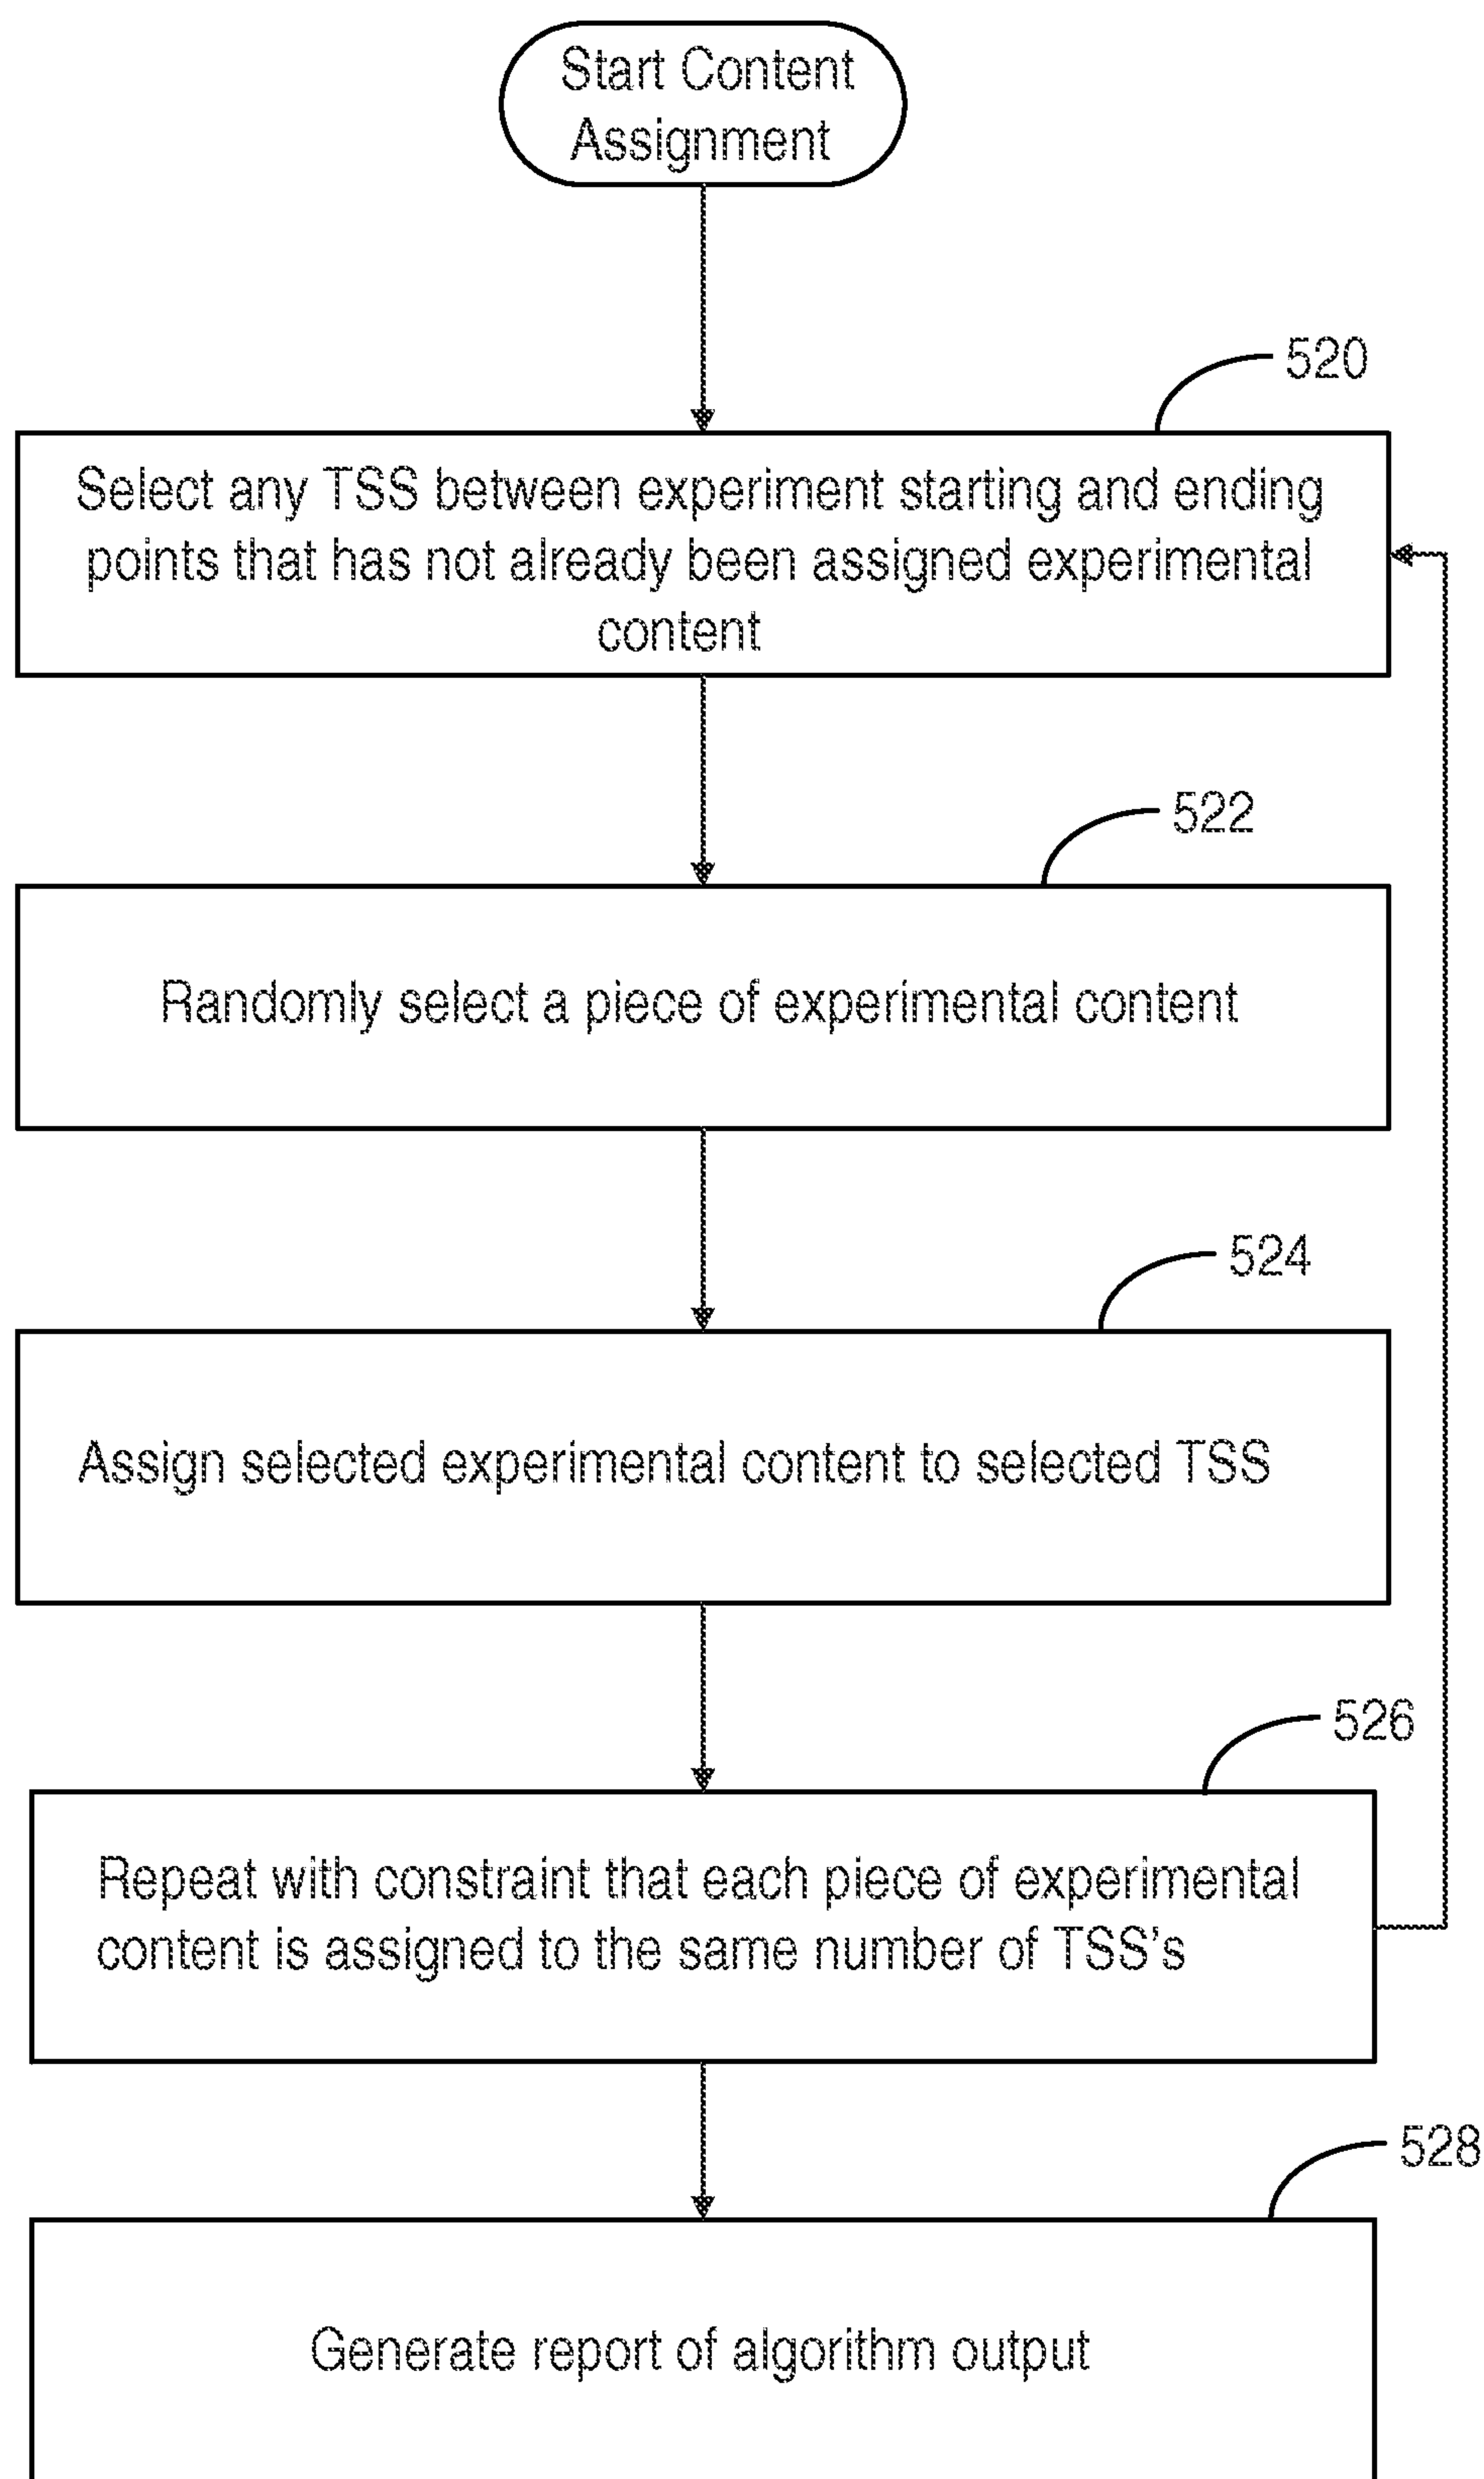 Start Content
Assignment
520
Select any TSS between experiment starting and ending
points that has not already been assigned experimental
content
522
Randomly select a piece of experimental content
524
Assign selected experimental content to selected TSS
526
Repeat with constraint that each piece of experimental
content is assigned to the same number of TSS’s
528
Generate report of algorithm output